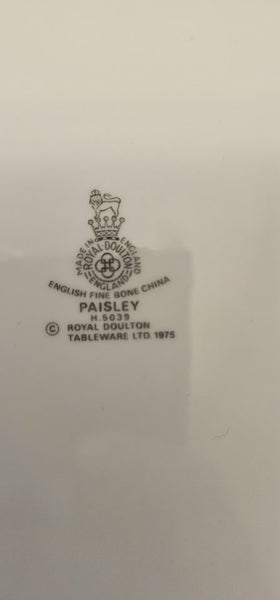 MADE IN ENGLAND
ROYAL DOULTON
ENGLAND
ENGLISH FINE BONE CHINA
PAISLEY
H.5039
© ROYAL DOULTON
TABLEWARE LTD. 1975